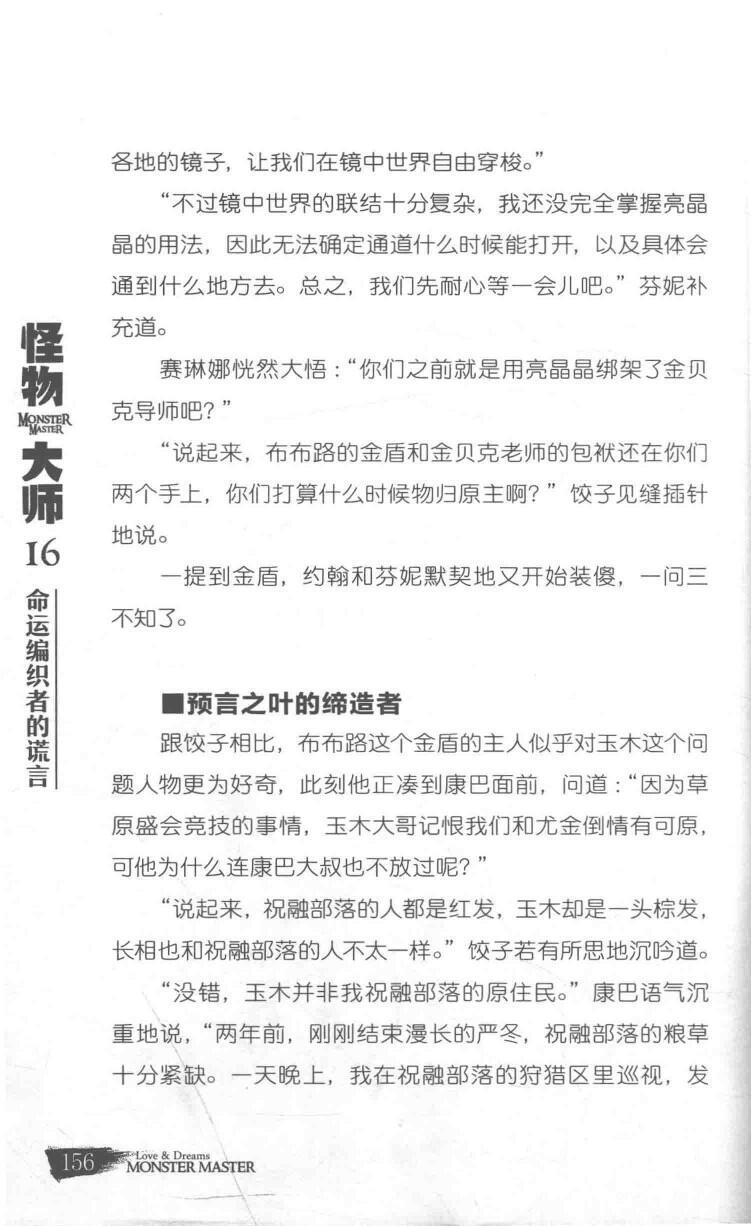 各地的镜子，让我们在镜中世界自由穿梭。”
“不过镜中世界的联结十分复杂，我还没完全掌握亮晶
晶的用法，因此无法确定通道什么时候能打开，以及具体会
通到什么地方去。总之，我们先耐心等一会儿吧。”芬妮补
充道。
赛琳娜恍然大悟：“你们之前就是用亮晶晶绑架了金贝
克导师吧？”
“说起来，布布路的金盾和金贝克老师的包袱还在你们
两个手上，你们打算什么时候物归原主啊？”饺子见缝插针
地说。
一提到金盾，约翰和芬妮默契地又开始装傻，一问三
不知了。
■预言之叶的缔造者
跟饺子相比，布布路这个金盾的主人似乎对玉木这个问
题人物更为好奇，此刻他正凑到康巴面前，问道：“因为草
原盛会竞技的事情，玉木大哥记恨我们和尤金倒情有可原，
可他为什么连康巴大叔也不放过呢？”
“说起来，祝融部落的人都是红发，玉木却是一头棕发，
长相也和祝融部落的人不太一样。”饺子若有所思地沉吟道。
“没错，玉木并非我祝融部落的原住民。”康巴语气沉
重地说，“两年前，刚刚结束漫长的严冬，祝融部落的粮草
十分紧缺。一天晚上，我在祝融部落的狩猎区里巡视，发
怪物
MONSTER
MASTER
大师
16
命运编织者的谎言
156
Love & Dreams
MONSTER MASTER